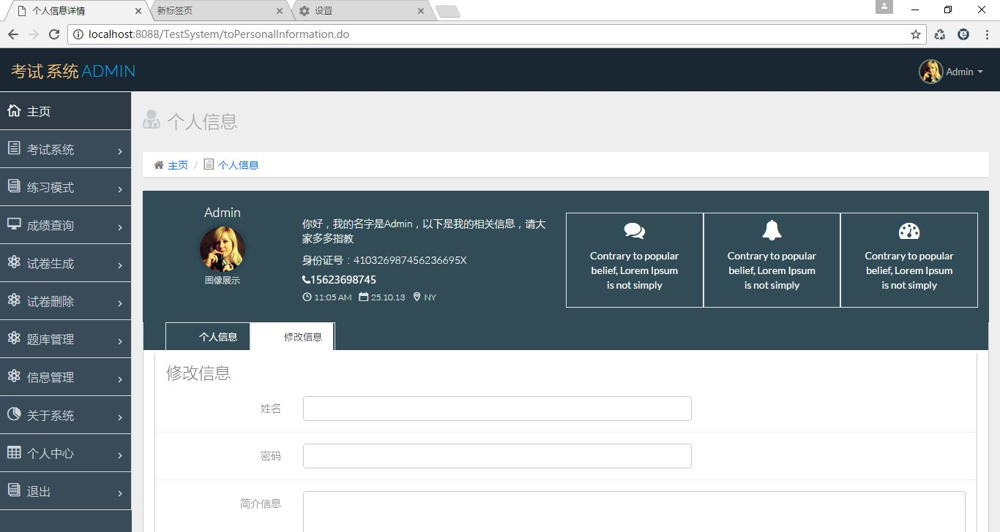 个人信息详情
新标签页
设置
localhost:8088/TestSystem/toPersonalInformation.do
考试 系统 ADMIN
Admin
主页
考试系统
练习模式
成绩查询
试卷生成
试卷删除
题库管理
信息管理
关于系统
个人中心
退出
个人信息
主页 / 个人信息
Admin
图像展示
你好，我的名字是Admin，以下是我的相关信息，请大
家多多指教
身份证号：410326987456236695X
15623698745
11:05 AM 25.10.13 NY
Contrary to popular
belief, Lorem Ipsum
is not simply
Contrary to popular
belief, Lorem Ipsum
is not simply
Contrary to popular
belief, Lorem Ipsum
is not simply
个人信息
修改信息
修改信息
姓名
密码
简介信息